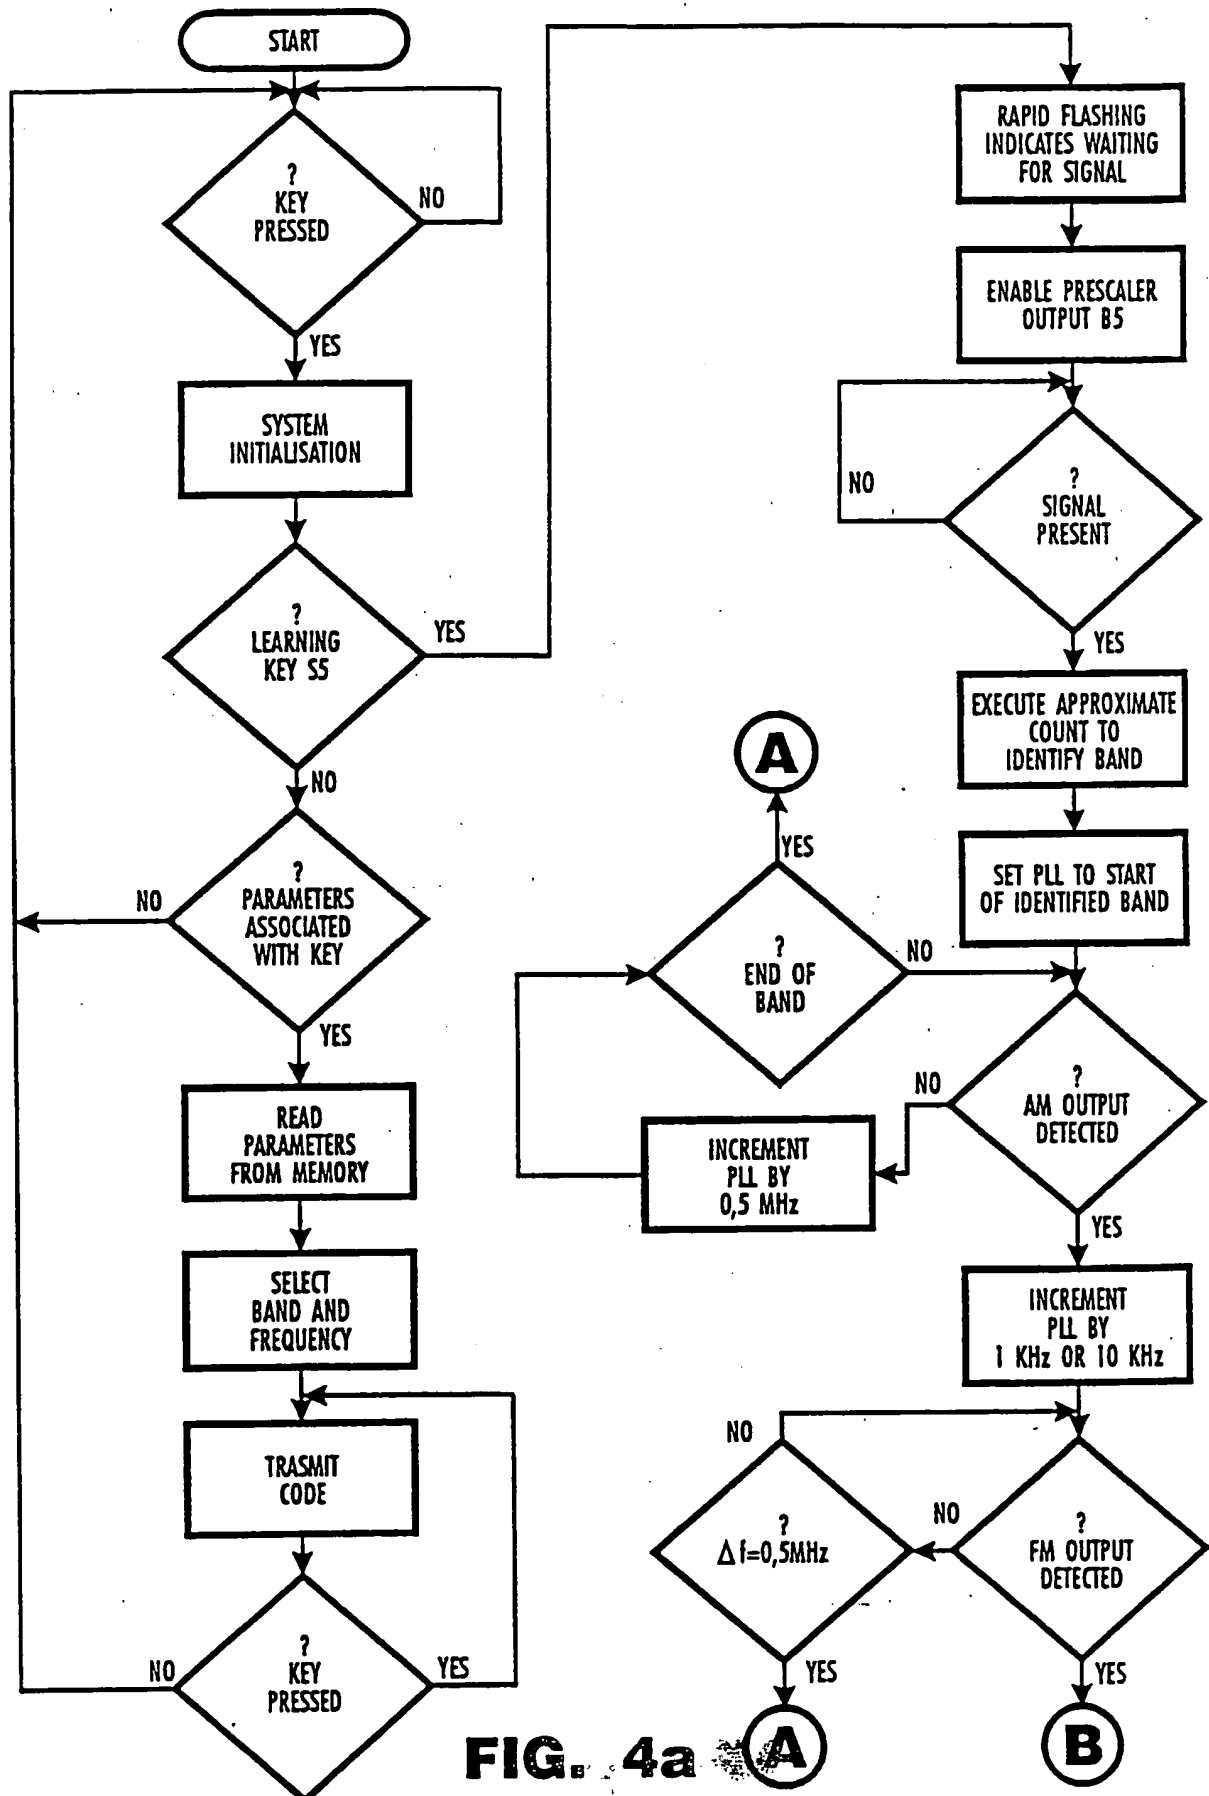 START
?
KEY
PRESSED
NO
YES
SYSTEM
INITIALISATION
?
LEARNING
KEY S5
YES
NO
?
PARAMETERS
ASSOCIATED
WITH KEY
NO
YES
READ
PARAMETERS
FROM MEMORY
SELECT
BAND AND
FREQUENCY
TRASMIT
CODE
?
KEY
PRESSED
NO
YES
RAPID FLASHING
INDICATES WAITING
FOR SIGNAL
ENABLE PRESCALER
OUTPUT B5
?
SIGNAL
PRESENT
NO
YES
EXECUTE APPROXIMATE
COUNT TO
IDENTIFY BAND
SET PLL TO START
OF IDENTIFIED BAND
A
YES
?
END OF
BAND
NO
?
AM OUTPUT
DETECTED
NO
INCREMENT
PLL BY
0,5 MHz
YES
INCREMENT
PLL BY
1 KHz OR 10 KHz
NO
?
Δf=0,5MHz
NO
?
FM OUTPUT
DETECTED
YES
YES
A
B
FIG. 4a